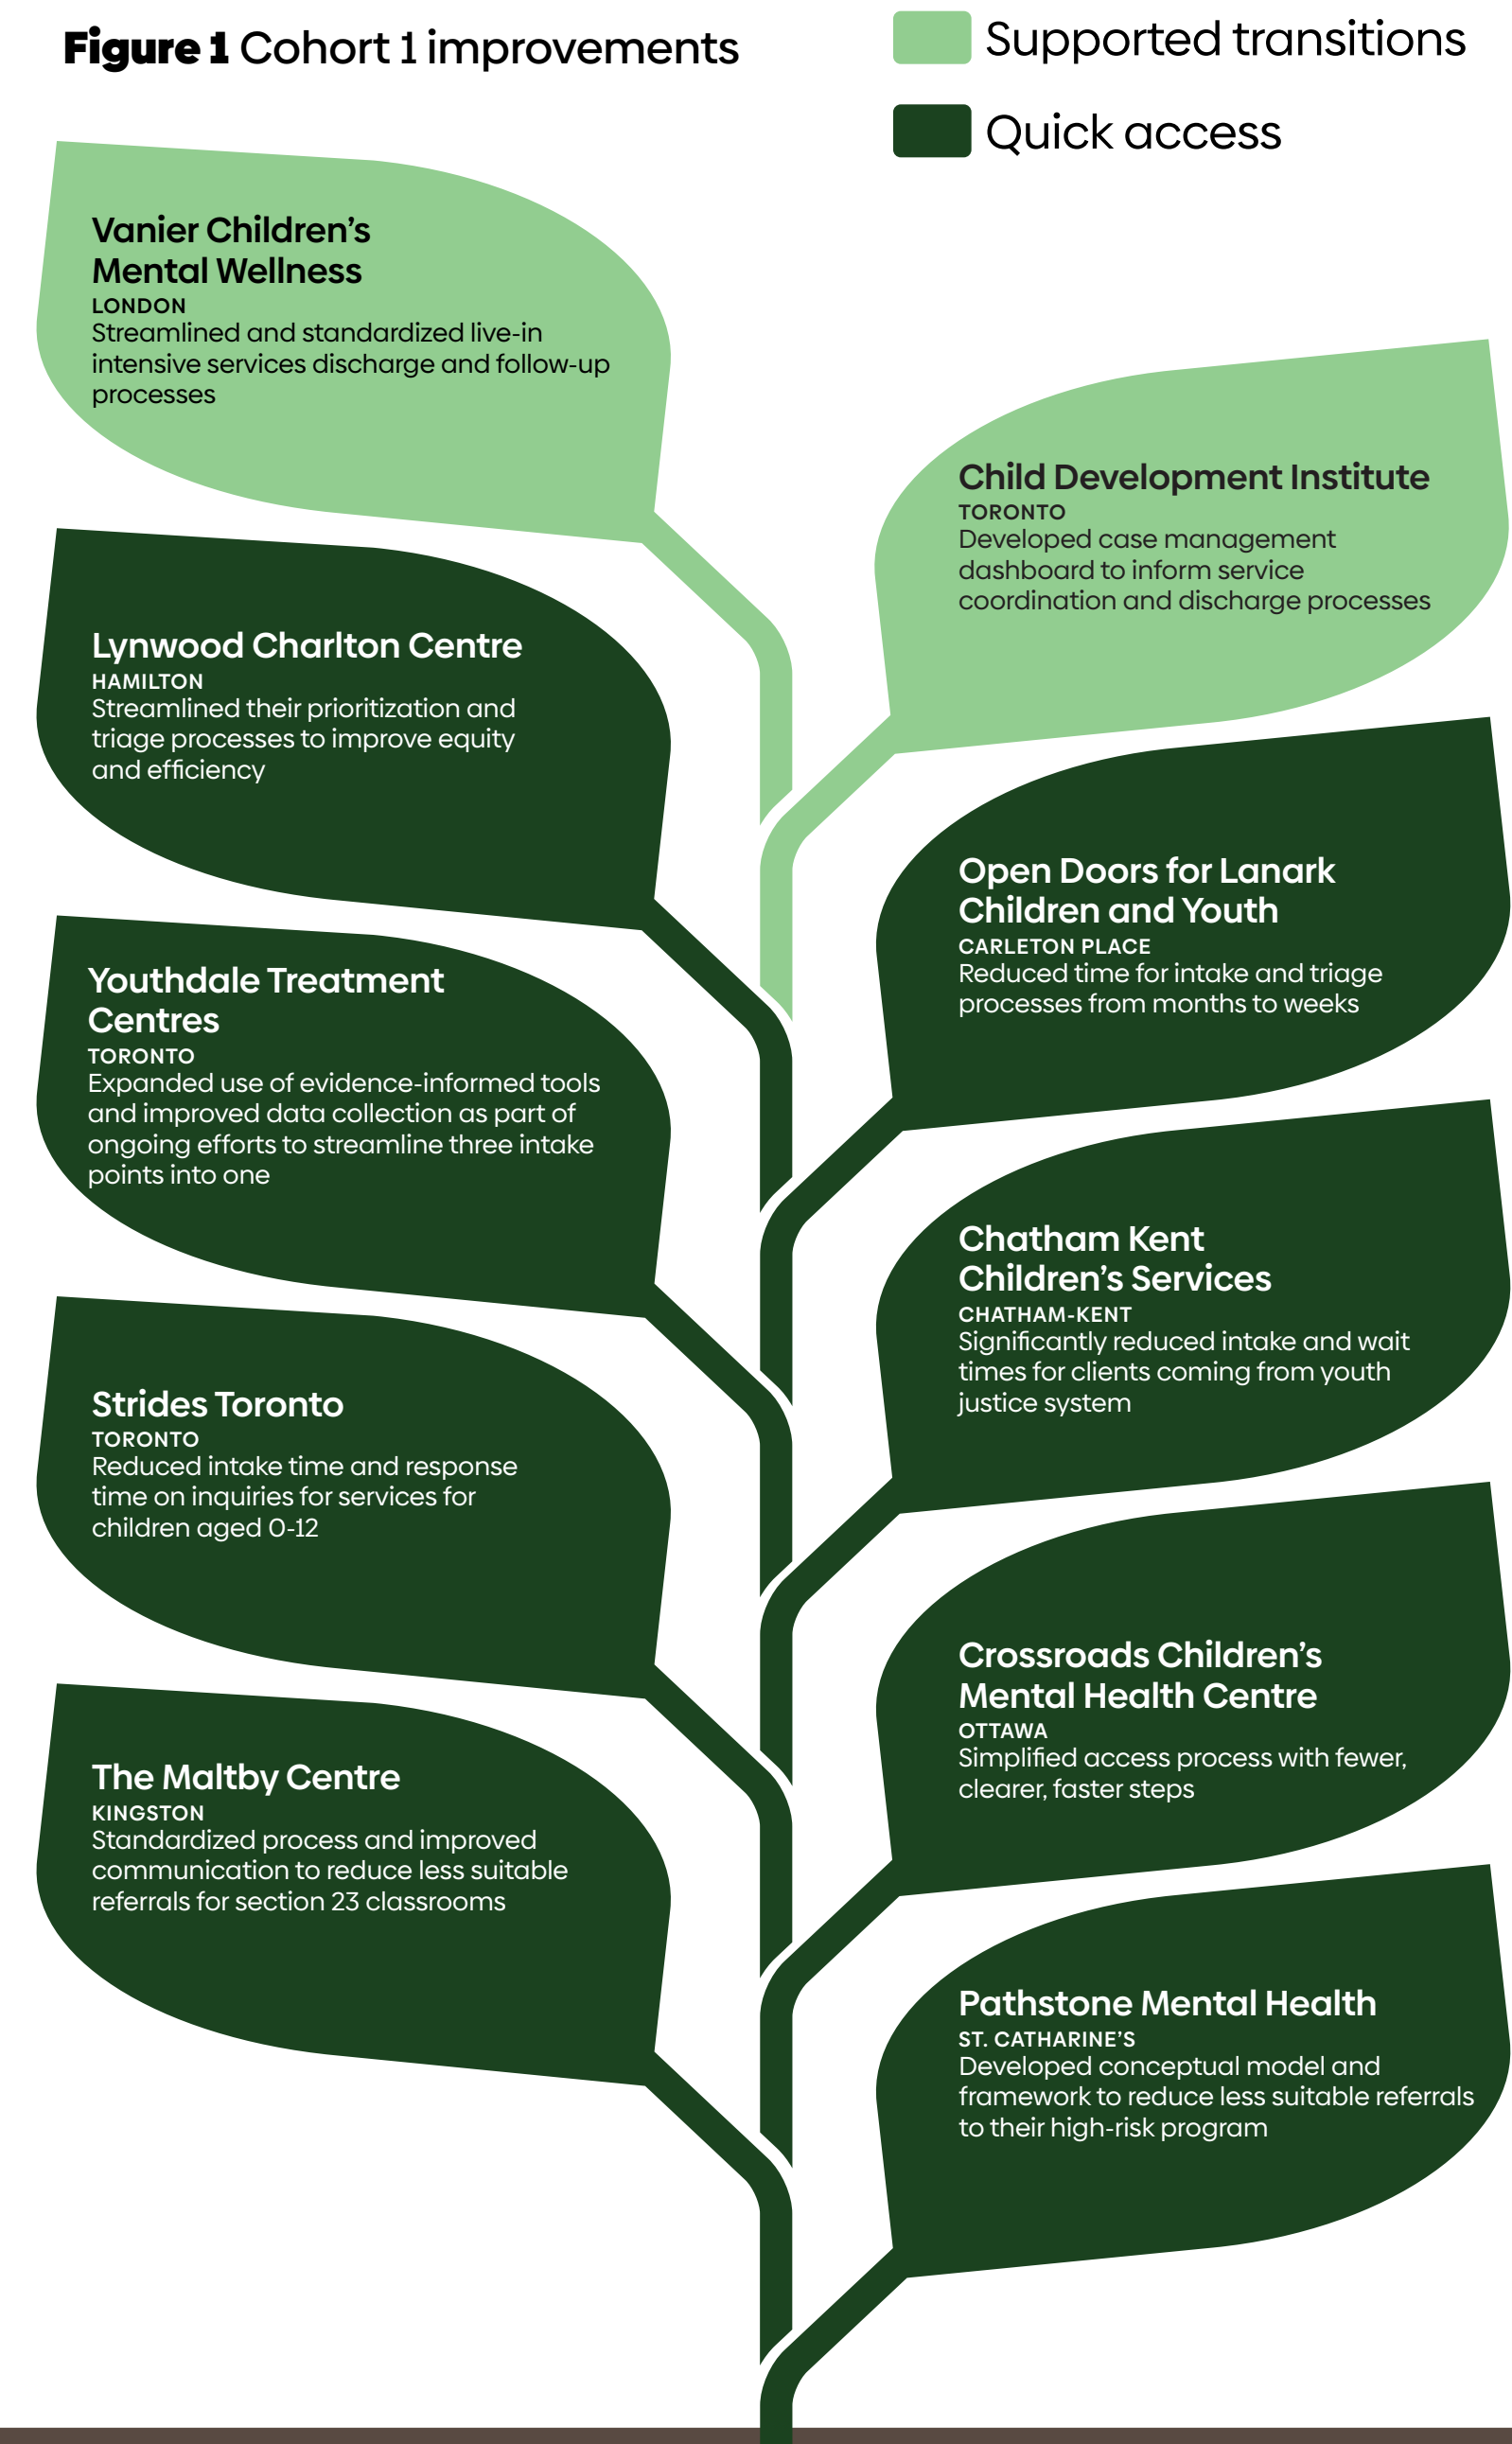 Figure 1 Cohort 1 improvements
Supported transitions
Quick access
Vanier Children’s
Mental Wellness
LONDON
Streamlined and standardized live-in
intensive services discharge and follow-up
processes
Child Development Institute
TORONTO
Developed case management
dashboard to inform service
coordination and discharge processes
Lynwood Charlton Centre
HAMILTON
Streamlined their prioritization and
triage processes to improve equity
and efficiency
Open Doors for Lanark
Children and Youth
CARLETON PLACE
Reduced time for intake and triage
processes from months to weeks
Youthdale Treatment
Centres
TORONTO
Expanded use of evidence-informed tools
and improved data collection as part of
ongoing efforts to streamline three intake
points into one
Chatham Kent
Children’s Services
CHATHAM-KENT
Significantly reduced intake and wait
times for clients coming from youth
justice system
Strides Toronto
TORONTO
Reduced intake time and response
time on inquiries for services for
children aged 0-12
Crossroads Children’s
Mental Health Centre
OTTAWA
Simplified access process with fewer,
clearer, faster steps
The Maltby Centre
KINGSTON
Standardized process and improved
communication to reduce less suitable
referrals for section 23 classrooms
Pathstone Mental Health
ST. CATHARINE’S
Developed conceptual model and
framework to reduce less suitable referrals
to their high-risk program